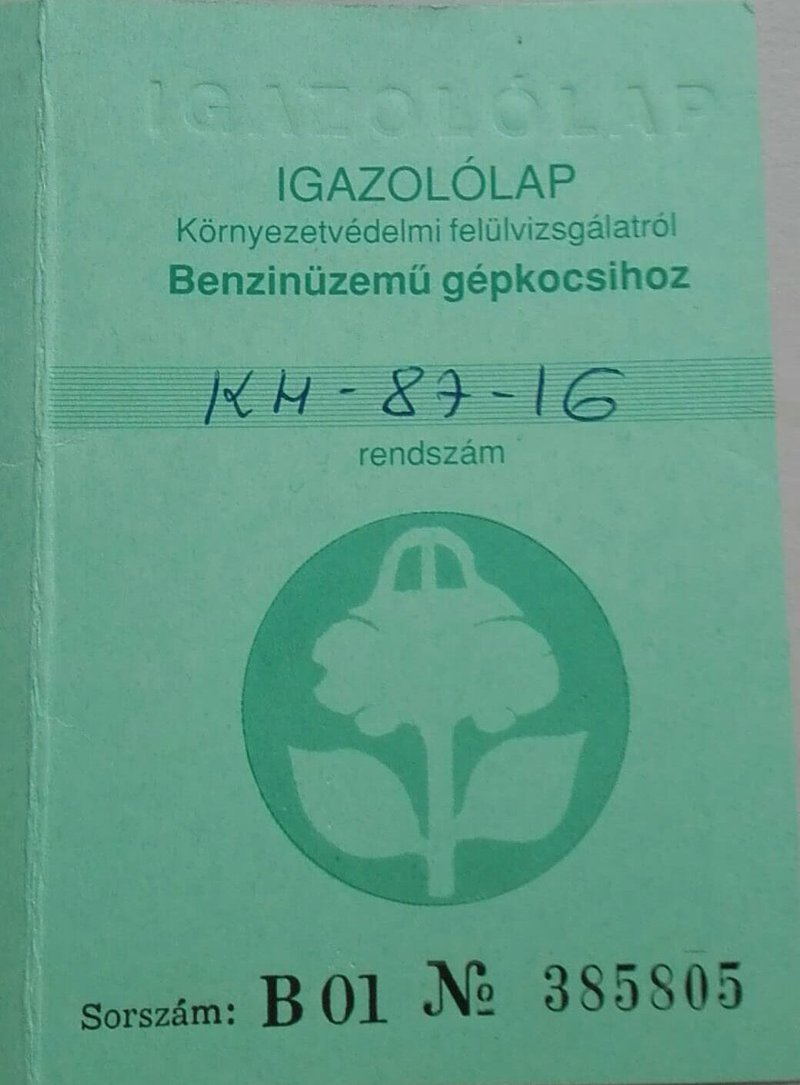 IGAZOLÓLAP
IGAZOLÓLAP
Környezetvédelmi felülvizsgálatról
Benzinüzemű gépkocsihoz
KH-87-16
rendszám
Sorszám: B 01 № 385805